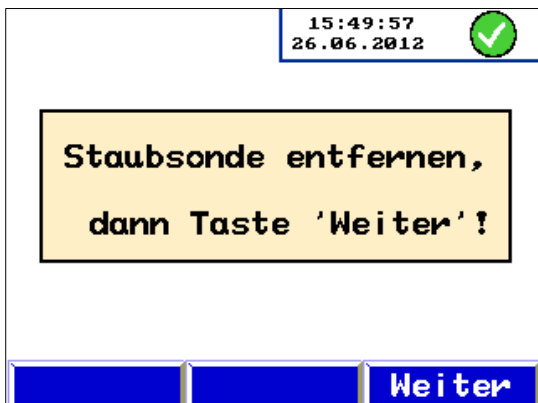 15:49:57
26.06.2012
Staubsonde entfernen,
dann Taste 'Weiter'!
Weiter